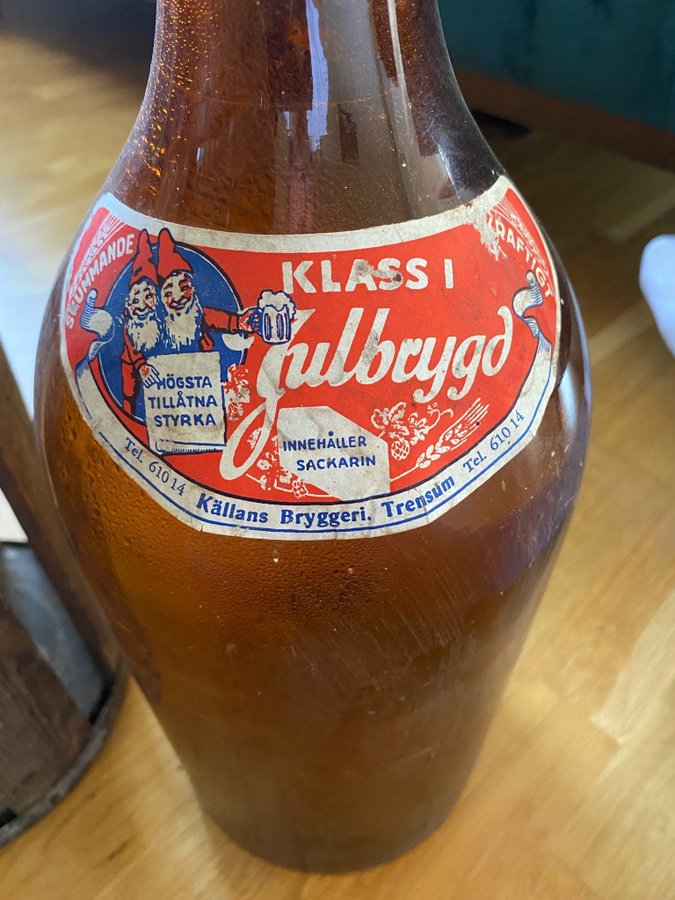 SKUMMANDE
KRAFTIGT
KLASS I
Julbrygd
HÖGSTA
TILLÅTNA
STYRKA
INNEHÅLLER
SACKARIN
Tel. 610 14
Källans Bryggeri. Trensum
Tel. 610 14